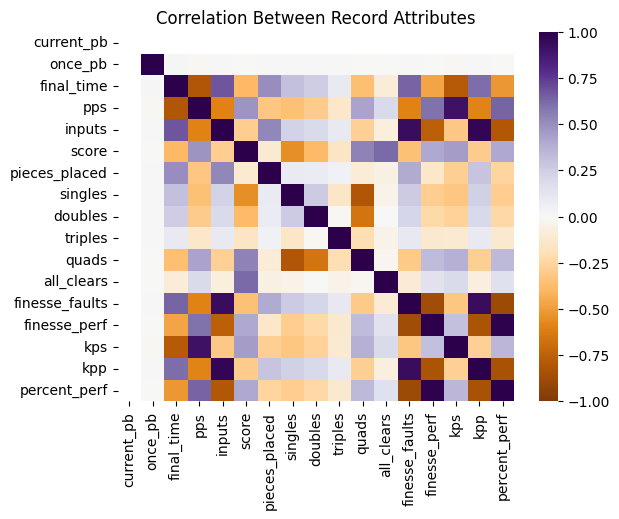 Correlation Between Record Attributes
current_pb
once_pb
final_time
pps
inputs
score
pieces_placed
singles
doubles
triples
quads
all_clears
finesse_faults
finesse_perf
kps
kpp
percent_perf
current_pb
once_pb
final_time
pps
inputs
score
pieces_placed
singles
doubles
triples
quads
all_clears
finesse_faults
finesse_perf
kps
kpp
percent_perf
1.00
0.75
0.50
0.25
0.00
−0.25
−0.50
−0.75
−1.00